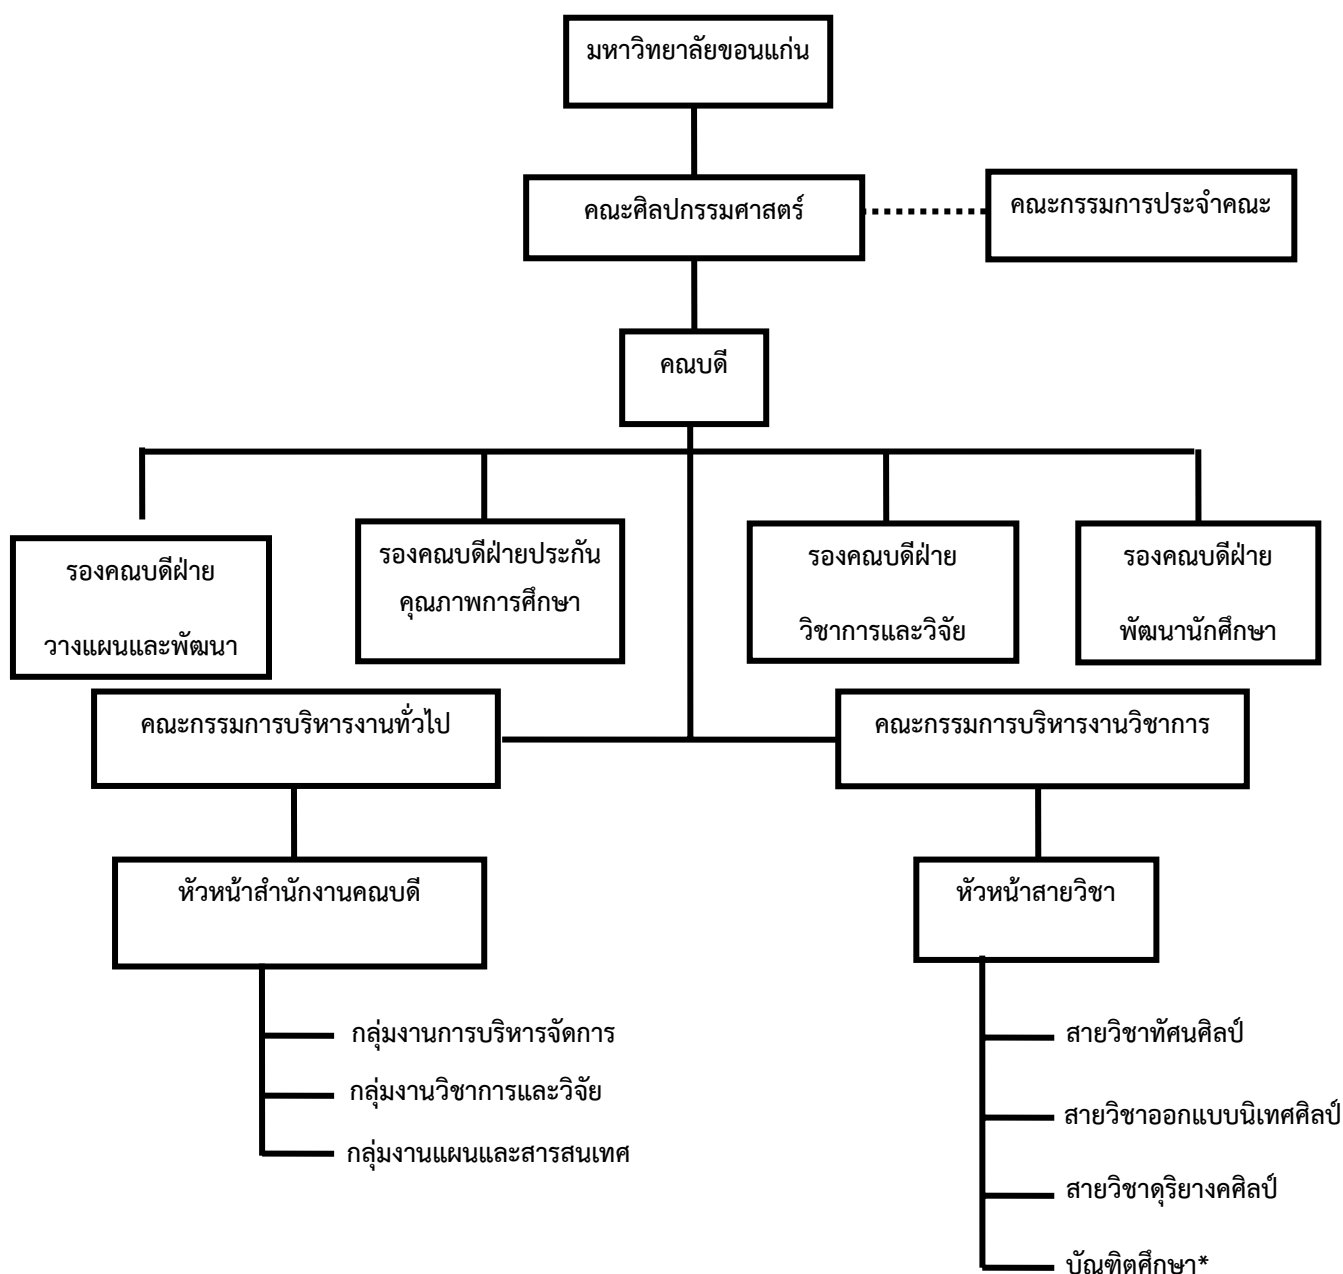 มหาวิทยาลัยขอนแก่น
คณะศิลปกรรมศาสตร์
คณะกรรมการประจำคณะ
คณบดี
รองคณบดีฝ่าย
วางแผนและพัฒนา
รองคณบดีฝ่ายประกัน
คุณภาพการศึกษา
รองคณบดีฝ่าย
วิชาการและวิจัย
รองคณบดีฝ่าย
พัฒนานักศึกษา
คณะกรรมการบริหารงานทั่วไป
คณะกรรมการบริหารงานวิชาการ
หัวหน้าสำนักงานคณบดี
หัวหน้าสายวิชา
กลุ่มงานการบริหารจัดการ
กลุ่มงานวิชาการและวิจัย
กลุ่มงานแผนและสารสนเทศ
สายวิชาทัศนศิลป์
สายวิชาออกแบบนิเทศศิลป์
สายวิชาดุริยางคศิลป์
บัณฑิตศึกษา*